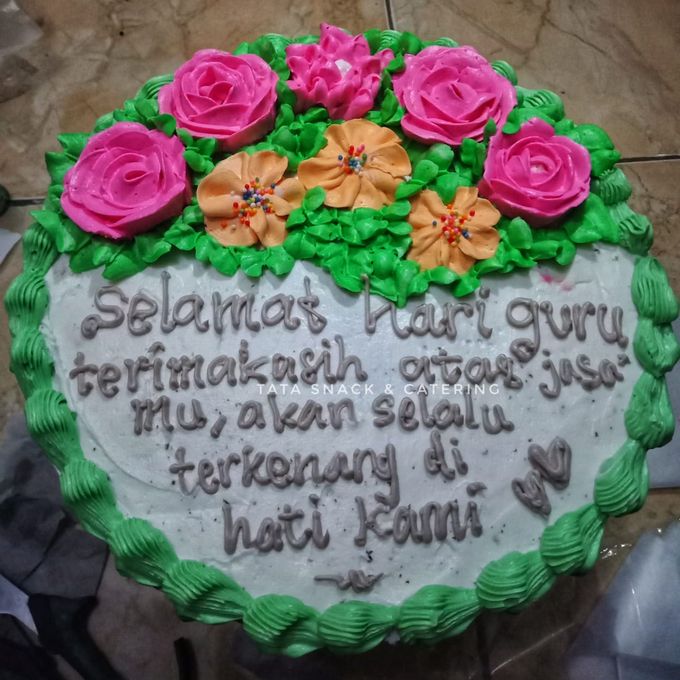 Selamat Hari guru
terimakasih atas "jasa"
TATA SNACK & CATERING
mu, akan selalu
terkenang di
hati kami